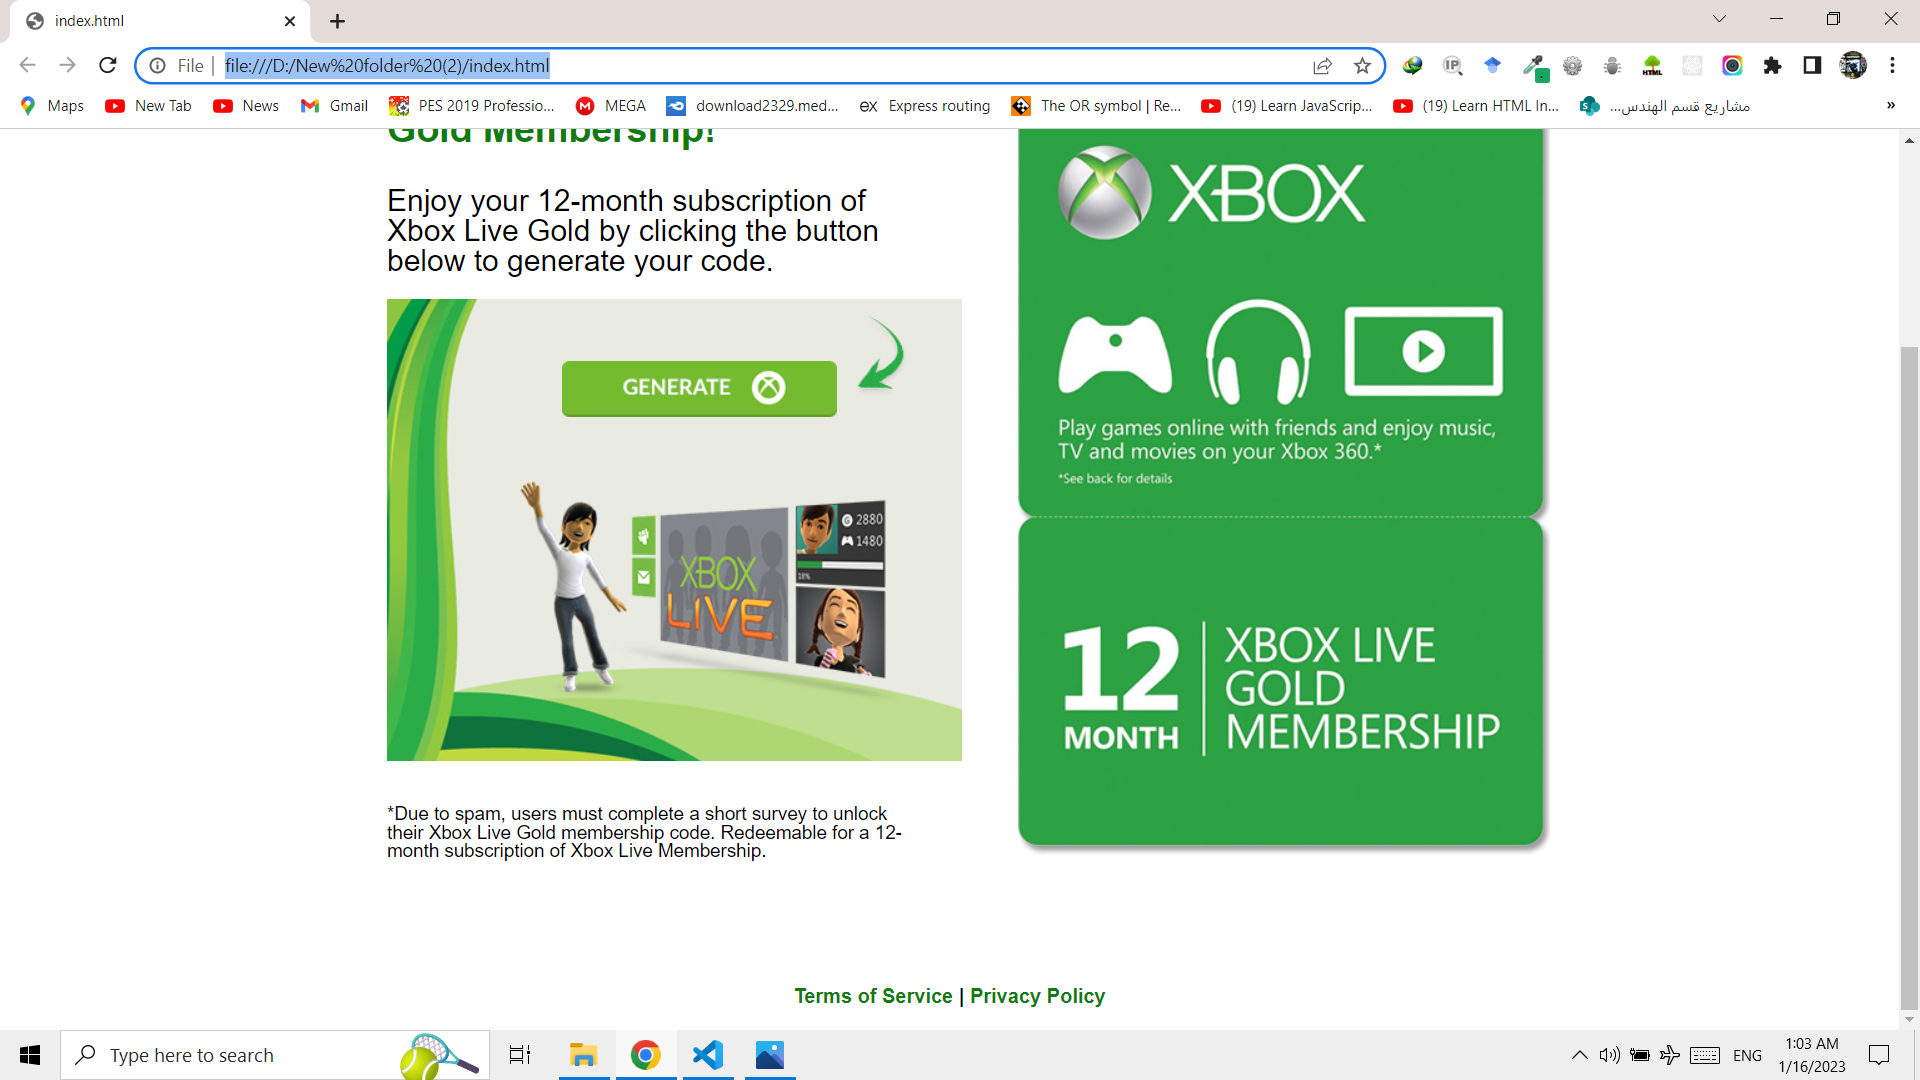 index.html
File
file:///D:/New%20folder%20(2)/index.html
Maps
New Tab
News
Gmail
PES 2019 Professio...
MEGA
download2329.med...
ex Express routing
The OR symbol | Re...
(19) Learn JavaScrip...
(19) Learn HTML In...
مشاريع قسم الهندس...
»
Gold Membership!
Enjoy your 12-month subscription of
Xbox Live Gold by clicking the button
below to generate your code.
GENERATE
2880
1480
18%
XBOX
LIVE
*Due to spam, users must complete a short survey to unlock
their Xbox Live Gold membership code. Redeemable for a 12-
month subscription of Xbox Live Membership.
XBOX
Play games online with friends and enjoy music,
TV and movies on your Xbox 360.*
*See back for details
12
MONTH
XBOX LIVE
GOLD
MEMBERSHIP
Terms of Service | Privacy Policy
Type here to search
ENG
1:03 AM
1/16/2023